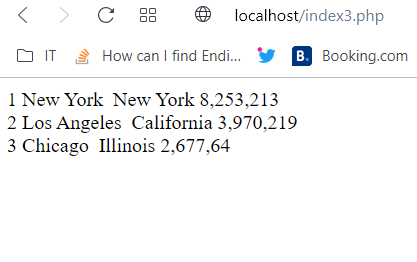 localhost/index3.php
IT How can I find Endi... B. Booking.com
1 New York  New York 8,253,213
2 Los Angeles  California 3,970,219
3 Chicago  Illinois 2,677,64